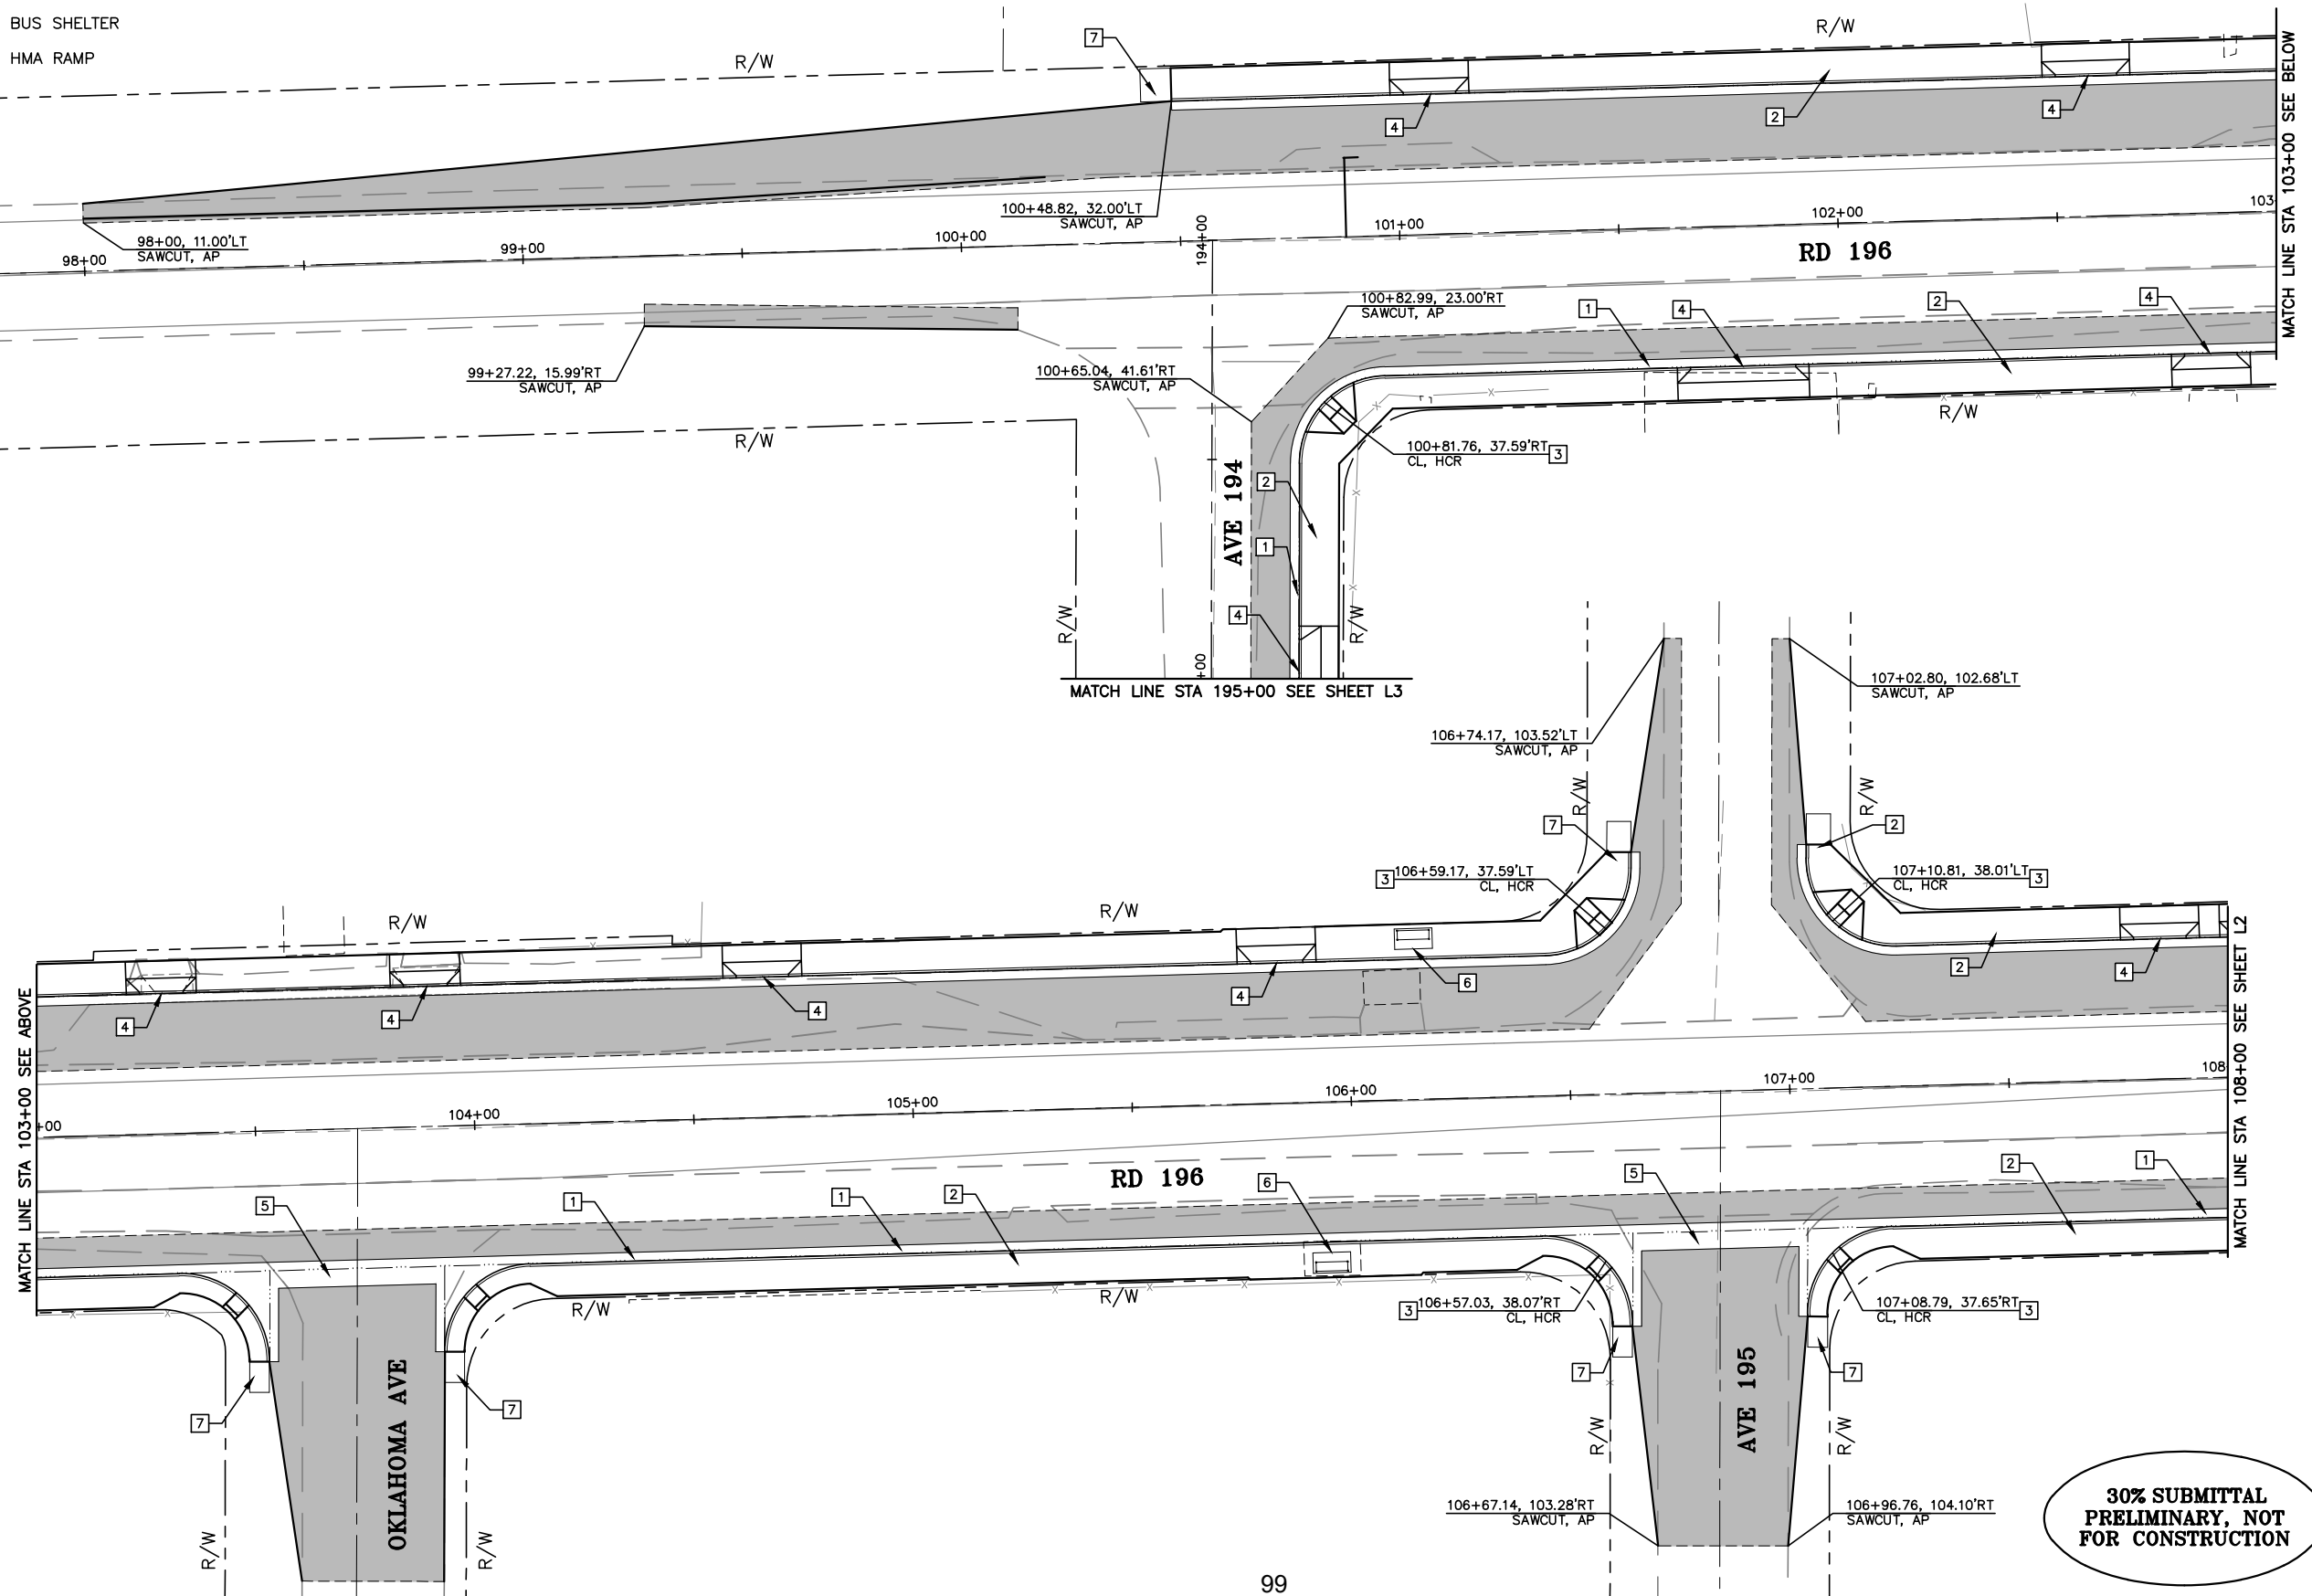 BUS SHELTER
HMA RAMP
R/W
7
R/W
4
2
4
MATCH LINE STA 103+00 SEE BELOW
98+00, 11.00'LT
SAWCUT, AP
100+48.82, 32.00'LT
SAWCUT, AP
98+00
99+00
100+00
194+00
101+00
102+00
103
RD 196
100+82.99, 23.00'RT
SAWCUT, AP
1
4
2
4
99+27.22, 15.99'RT
SAWCUT, AP
100+65.04, 41.61'RT
SAWCUT, AP
R/W
R/W
100+81.76, 37.59'RT 3
CL, HCR
2
AVE 194
1
4
R/W
R/W
+00
MATCH LINE STA 195+00 SEE SHEET L3
107+02.80, 102.68'LT
SAWCUT, AP
106+74.17, 103.52'LT
SAWCUT, AP
R/W
R/W
7
2
3 106+59.17, 37.59'LT
CL, HCR
107+10.81, 38.01'LT 3
CL, HCR
R/W
R/W
4
4
4
4
6
2
4
MATCH LINE STA 103+00 SEE ABOVE
MATCH LINE STA 108+00 SEE SHEET L2
+00
104+00
105+00
106+00
107+00
108
RD 196
5
1
1
2
6
5
2
1
R/W
R/W
3 106+57.03, 38.07'RT
CL, HCR
107+08.79, 37.65'RT 3
CL, HCR
7
7
7
7
OKLAHOMA AVE
AVE 195
R/W
R/W
R/W
R/W
106+67.14, 103.28'RT
SAWCUT, AP
106+96.76, 104.10'RT
SAWCUT, AP
30% SUBMITTAL
PRELIMINARY, NOT
FOR CONSTRUCTION
99